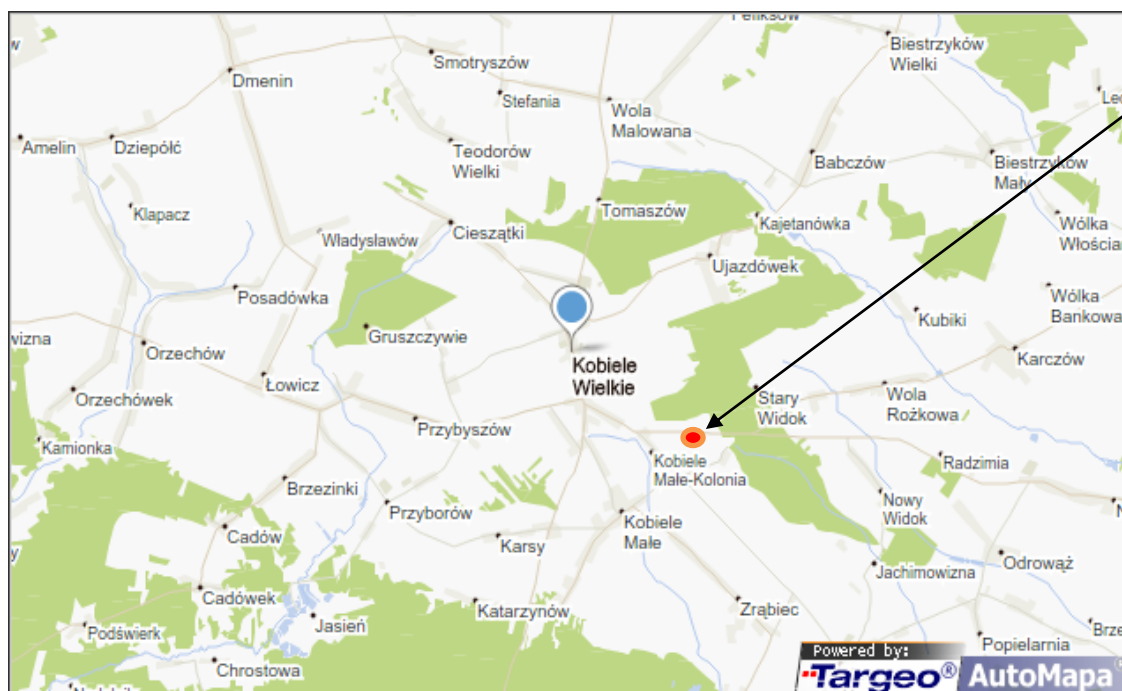 Smotryszów
Biestrzyków
Wielki
Dmenin
Stefania
Wola
Malowana
Amelin
Dziepółć
Teodorów
Wielki
Babczów
Biestrzyków
Mały
Klapacz
Tomaszów
Kajetanówka
Wólka
Władysławów
Cieszątki
Ujazdówek
Posadówka
Wólka
Bankowa
Kubiki
Gruszczywie
Orzechów
Kobiele
Wielkie
Karczów
Łowicz
Stary
Widok
Wola
Rożkowa
Orzechówek
Przybyszów
Kamionka
Kobiele
Małe-Kolonia
Radzimia
Brzezinki
Nowy
Widok
Przyborów
Kobiele
Małe
Cadów
Karsy
Odrowąż
Jachimowizna
Cadówek
Katarzynów
Zrąbiec
Jasień
Podświerk
Popielarnia
Chrostowa
Powered by:
Targeo® AutoMapa®